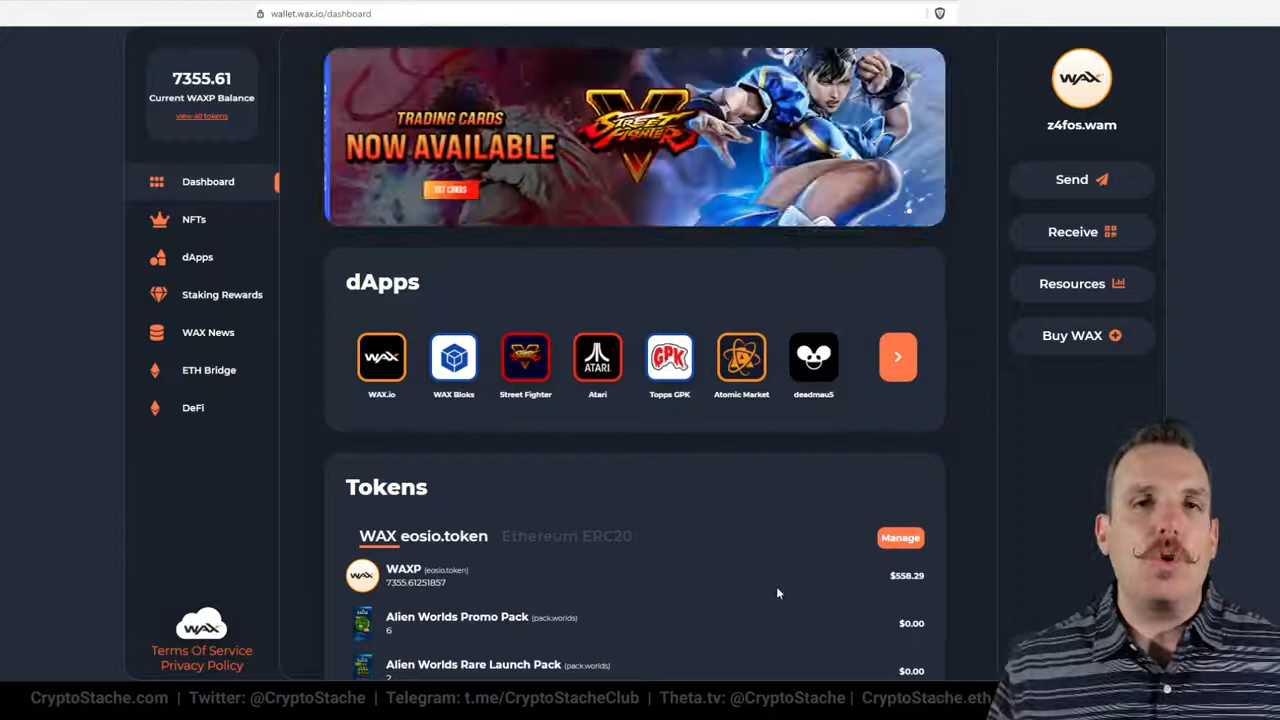 wallet.wax.io/dashboard
7355.61
Current WAXP Balance
view all tokens
Dashboard
NFTs
dApps
Staking Rewards
WAX News
ETH Bridge
DeFi
WAX
Terms Of Service
Privacy Policy
TRADING CARDS
NOW AVAILABLE
GET CARDS
STREET FIGHTER
V
dApps
WAX
ATARI
GPK
WAX.io
WAX Bloks
Street Fighter
Atari
Topps GPK
Atomic Market
deadmau5
Tokens
WAX eosio.token
Ethereum ERC20
Manage
WAX
WAXP (eosio.token)
7355.61251857
$558.29
Alien Worlds Promo Pack (pack.worlds)
6
$0.00
Alien Worlds Rare Launch Pack (pack.worlds)
2
$0.00
WAX
z4fos.wam
Send
Receive
Resources
Buy WAX
CryptoStache.com | Twitter: @CryptoStache | Telegram: t.me/CryptoStacheClub | Theta.tv: @CryptoStache | CryptoStache.eth